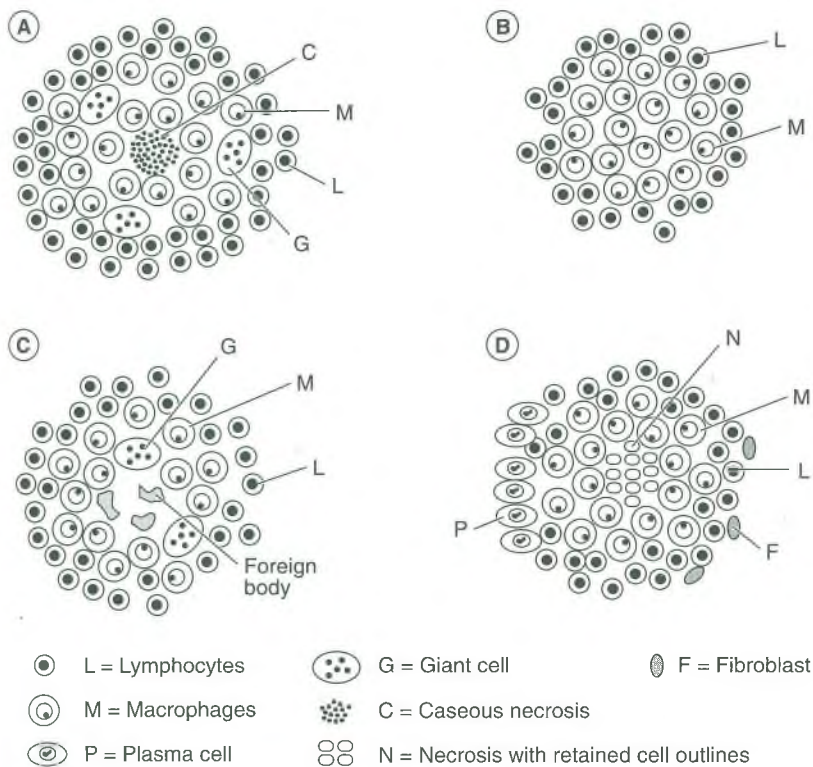 A
C
M
L
G
B
L
M
C
G
M
L
Foreign
body
D
N
M
L
F
P
L = Lymphocytes
G = Giant cell
F = Fibroblast
M = Macrophages
C = Caseous necrosis
P = Plasma cell
N = Necrosis with retained cell outlines